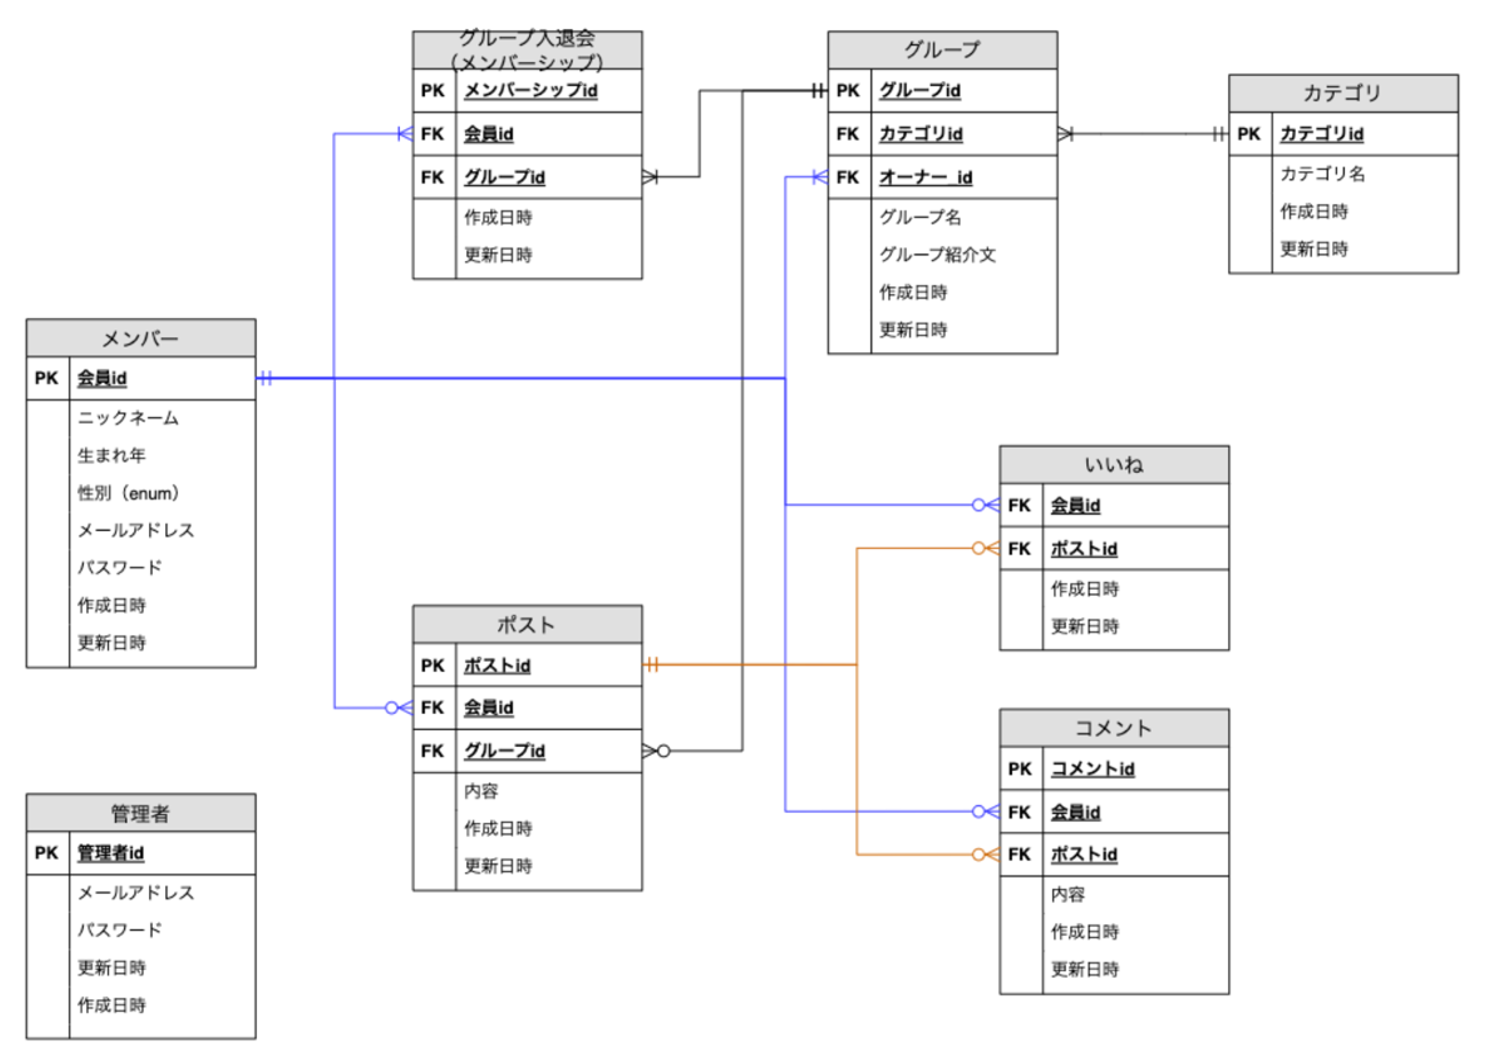 グループ入退会
（メンバーシップ）
PK メンバーシップid
FK 会員id
FK グループid
作成日時
更新日時
グループ
PK グループid
FK カテゴリid
FK オーナー_id
グループ名
グループ紹介文
作成日時
更新日時
カテゴリ
PK カテゴリid
カテゴリ名
作成日時
更新日時
メンバー
PK 会員id
ニックネーム
生まれ年
性別（enum）
メールアドレス
パスワード
作成日時
更新日時
いいね
FK 会員id
FK ポストid
作成日時
更新日時
ポスト
PK ポストid
FK 会員id
FK グループid
内容
作成日時
更新日時
コメント
PK コメントid
FK 会員id
FK ポストid
内容
作成日時
更新日時
管理者
PK 管理者id
メールアドレス
パスワード
更新日時
作成日時